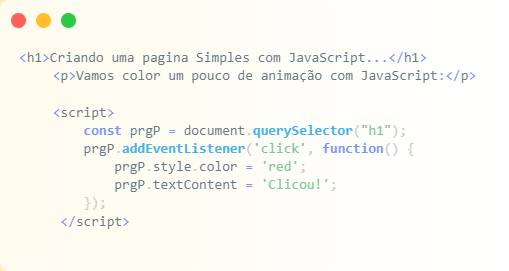 <h1>Criando uma pagina Simples com JavaScript...</h1>
<p>Vamos color um pouco de animação com JavaScript:</p>
<script>
const prgP = document.querySelector("h1");
prgP.addEventListener('click', function() {
prgP.style.color = 'red';
prgP.textContent = 'Clicou!';
});
</script>